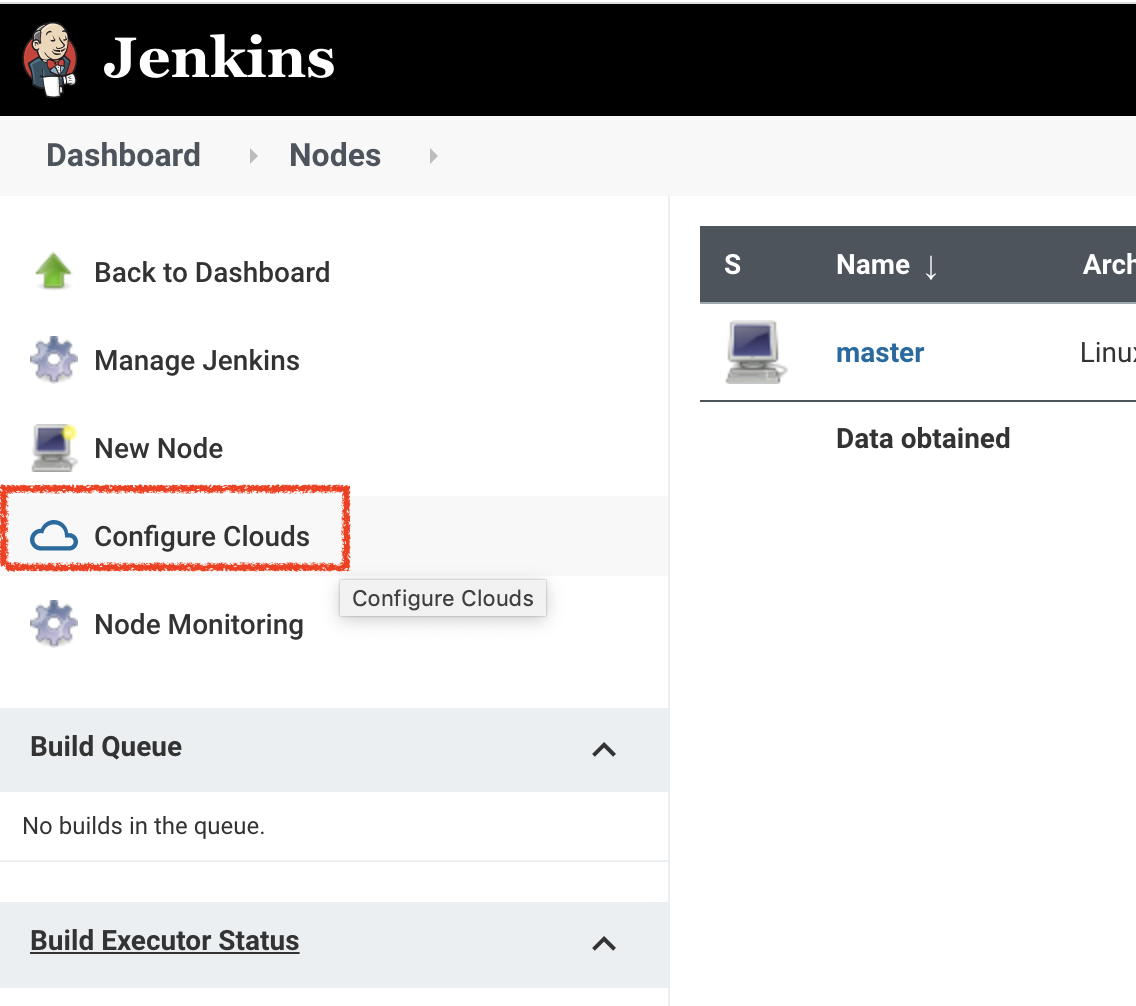 Jenkins
Dashboard Nodes
Back to Dashboard
Manage Jenkins
New Node
Configure Clouds
Configure Clouds
Node Monitoring
Build Queue
No builds in the queue.
Build Executor Status
S Name ↓ Arch
master Linux
Data obtained